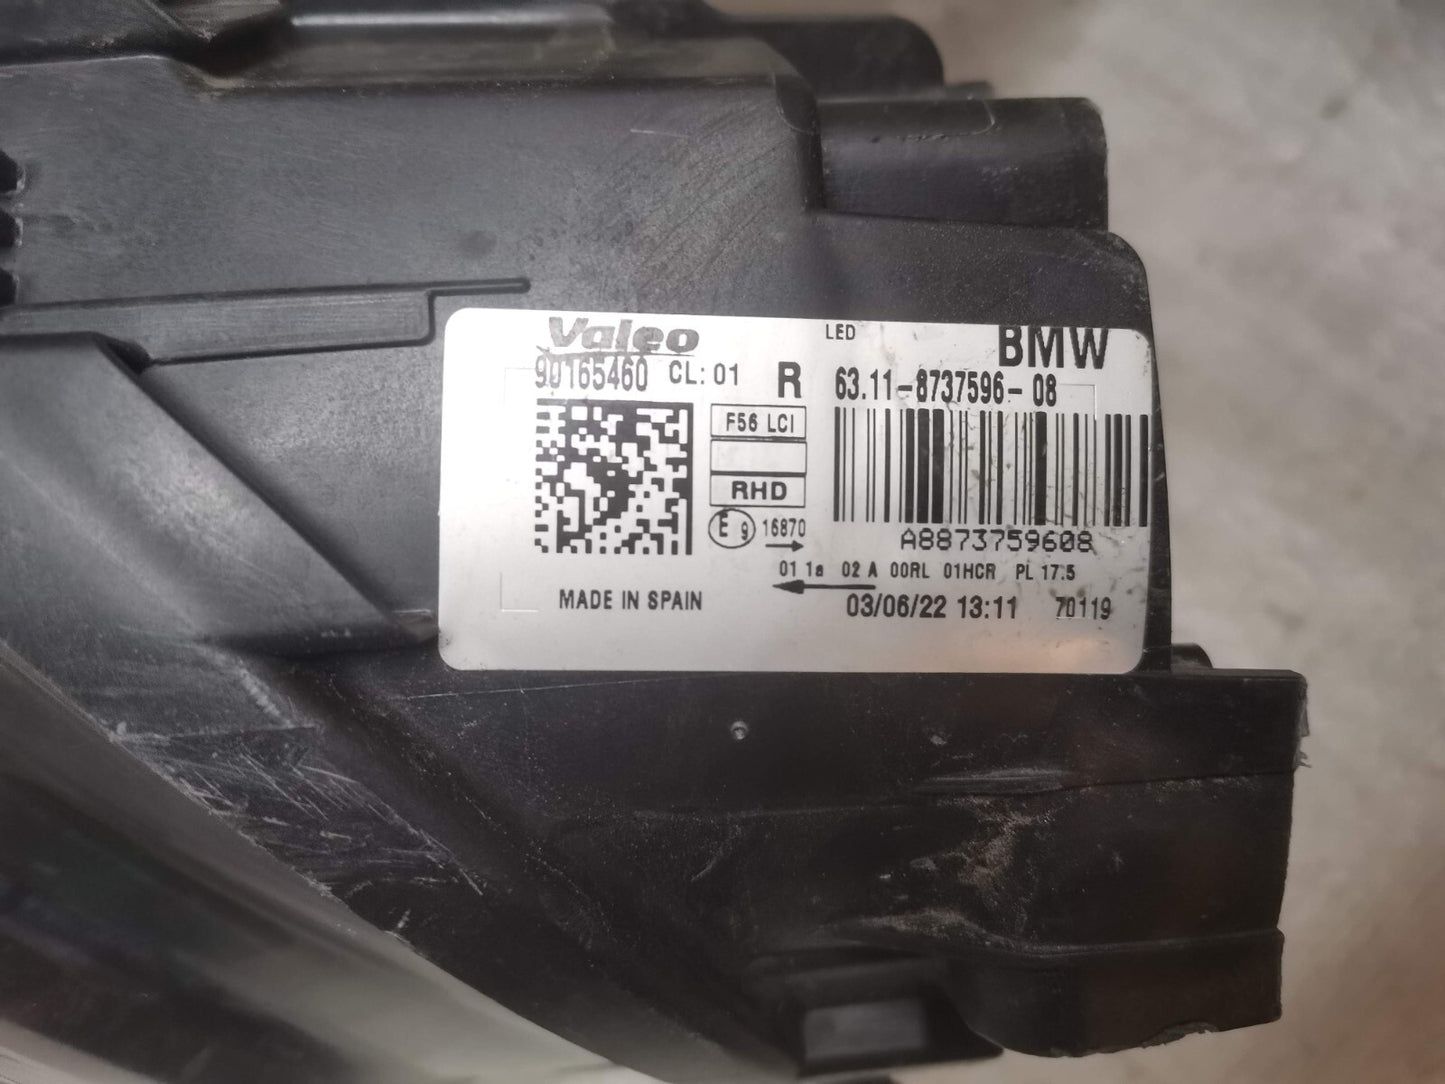 Valeo
LED
BMW
90165460 CL: 01
R
63.11-8737596-08
F56 LCI
RHD
E 9 16870
A8873759608
01 1a 02 A 00RL 01HCR PL 17.5
MADE IN SPAIN
03/06/22 13:11 70119